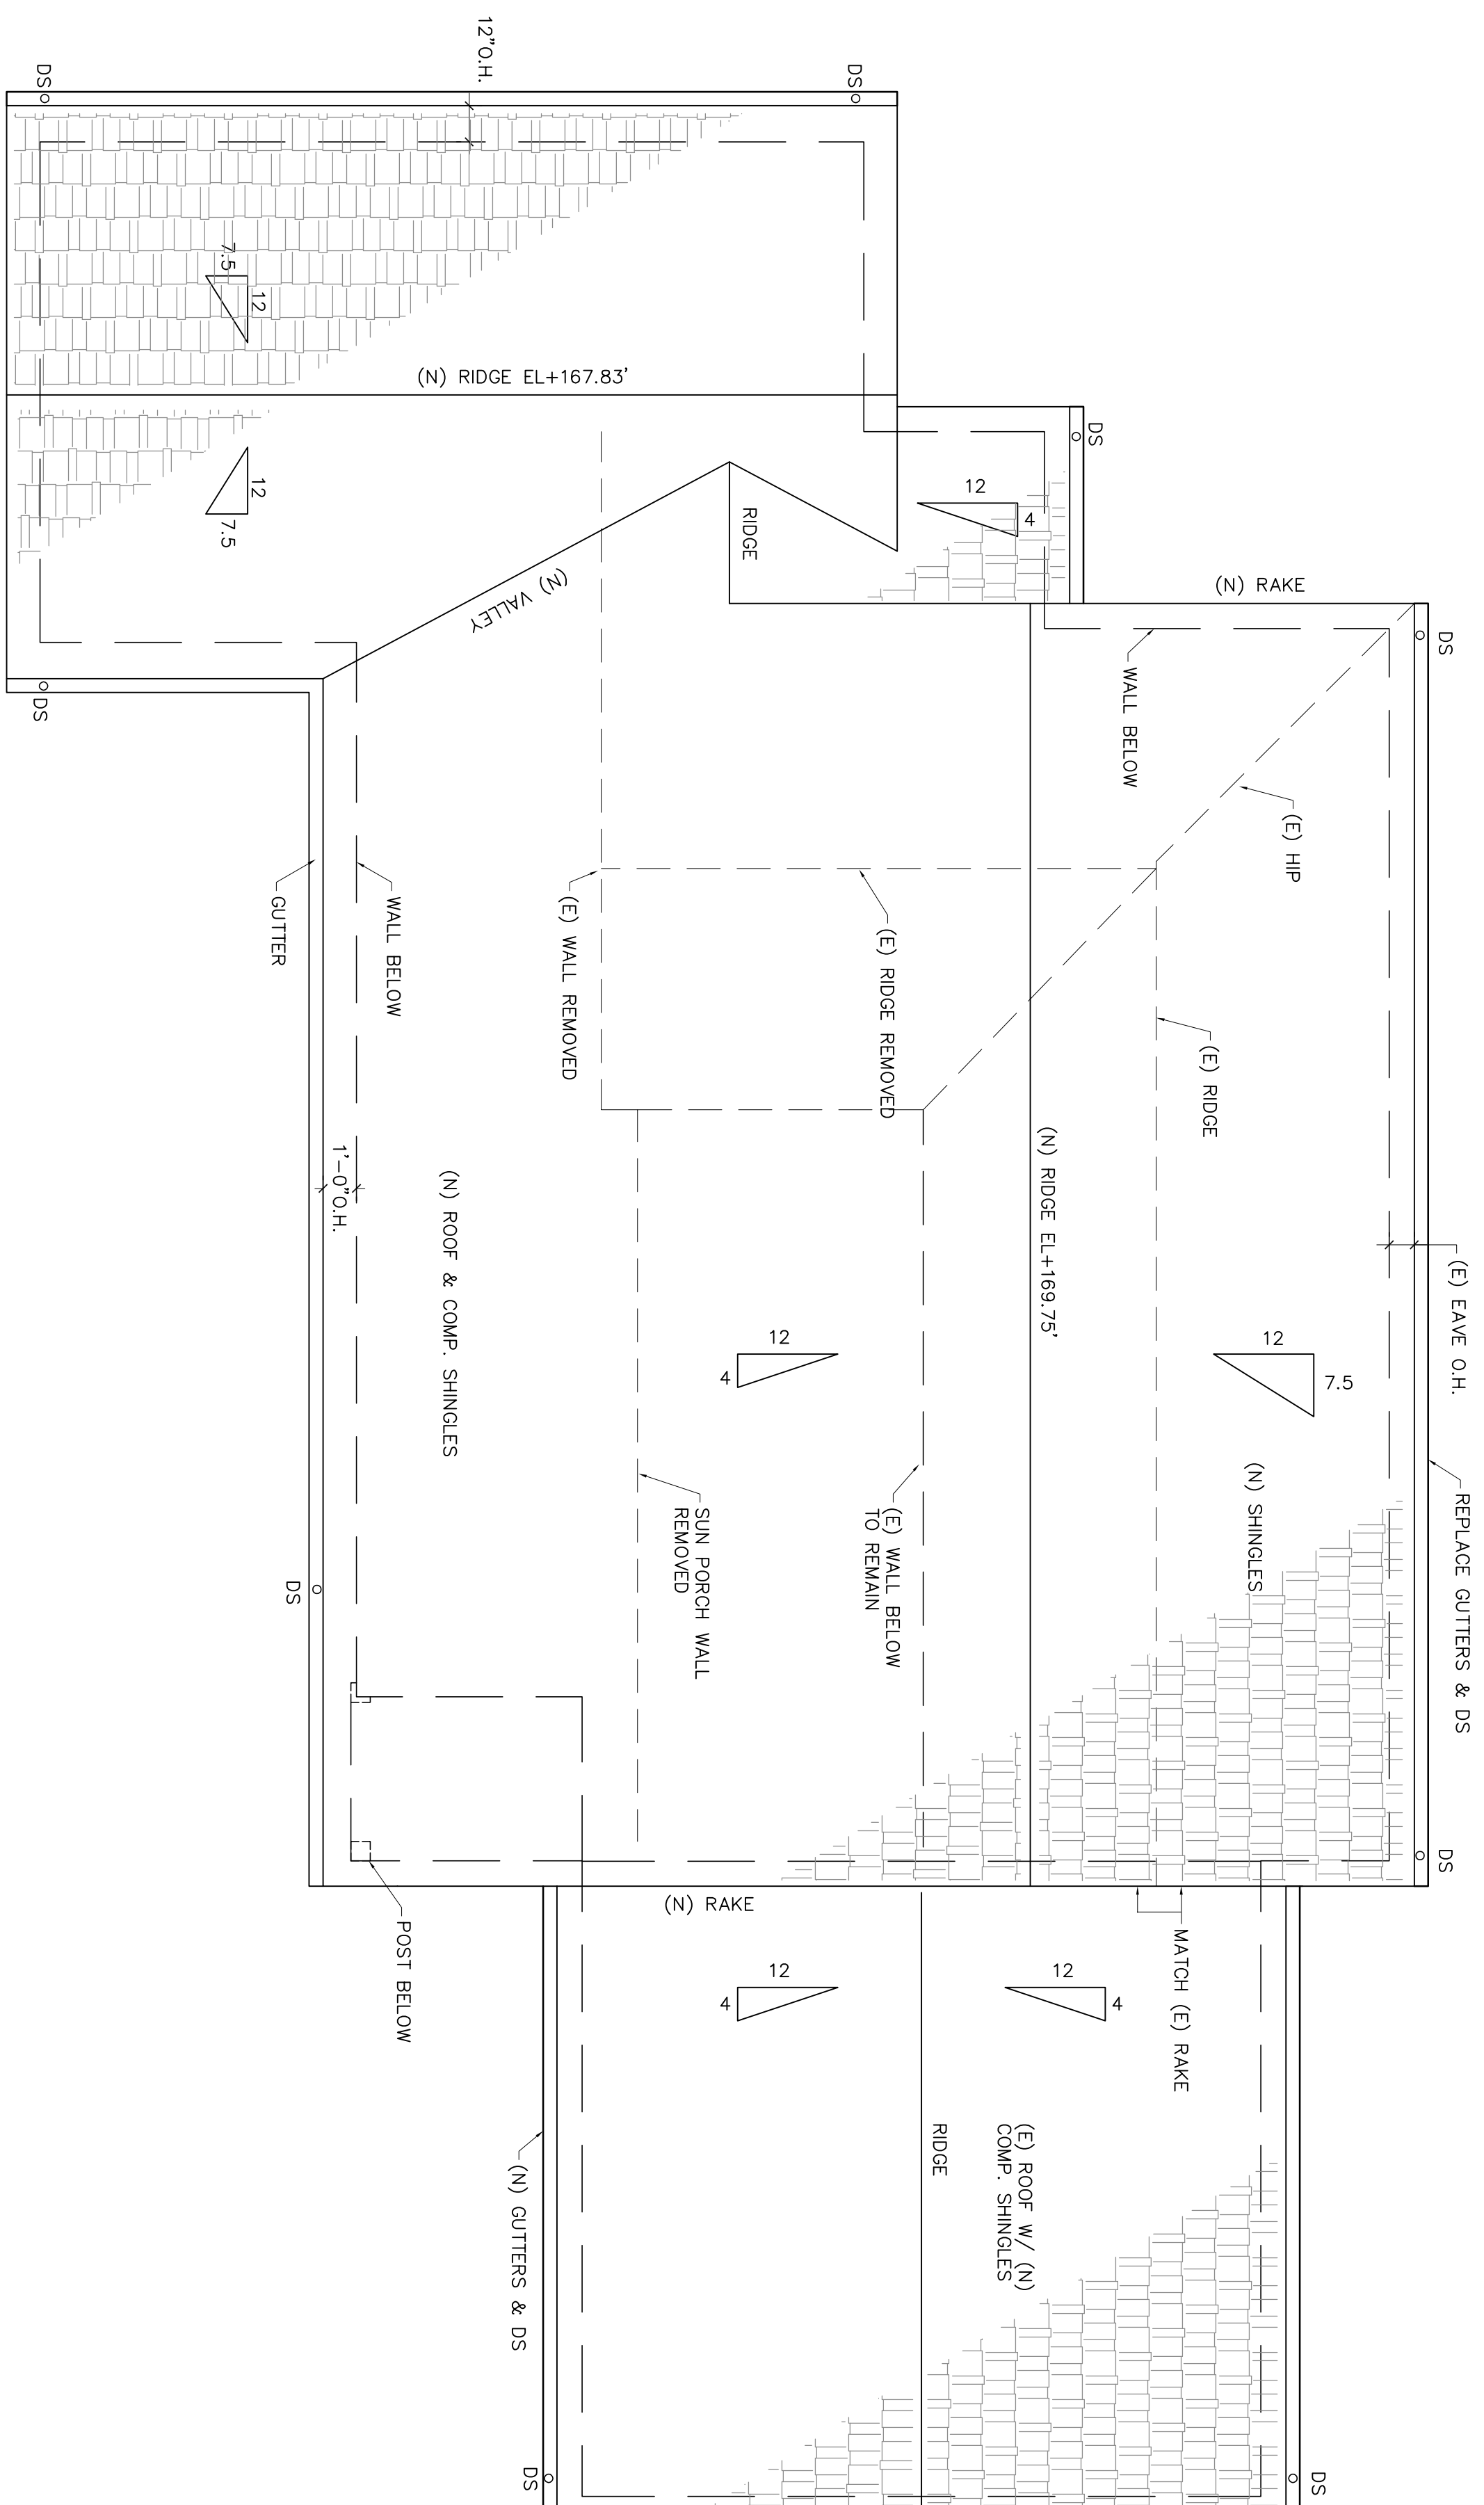 12"O.H.
DS
DS
7.5
12
(N) RIDGE EL+167.83'
12
7.5
DS
DS
12
4
RIDGE
(N) VALLEY
(N) RAKE
DS
WALL BELOW
(E) HIP
(E) RIDGE REMOVED
(E) WALL REMOVED
WALL BELOW
GUTTER
(E) RIDGE
(N) RIDGE EL+169.75'
1'-0"O.H.
(N) ROOF & COMP. SHINGLES
(E) EAVE O.H.
12
7.5
12
4
REPLACE GUTTERS & DS
(N) SHINGLES
(E) WALL BELOW
TO REMAIN
SUN PORCH WALL
REMOVED
DS
DS
(N) RAKE
MATCH (E) RAKE
POST BELOW
12
4
12
4
RIDGE
(E) ROOF W/ (N)
COMP. SHINGLES
(N) GUTTERS & DS
DS
DS